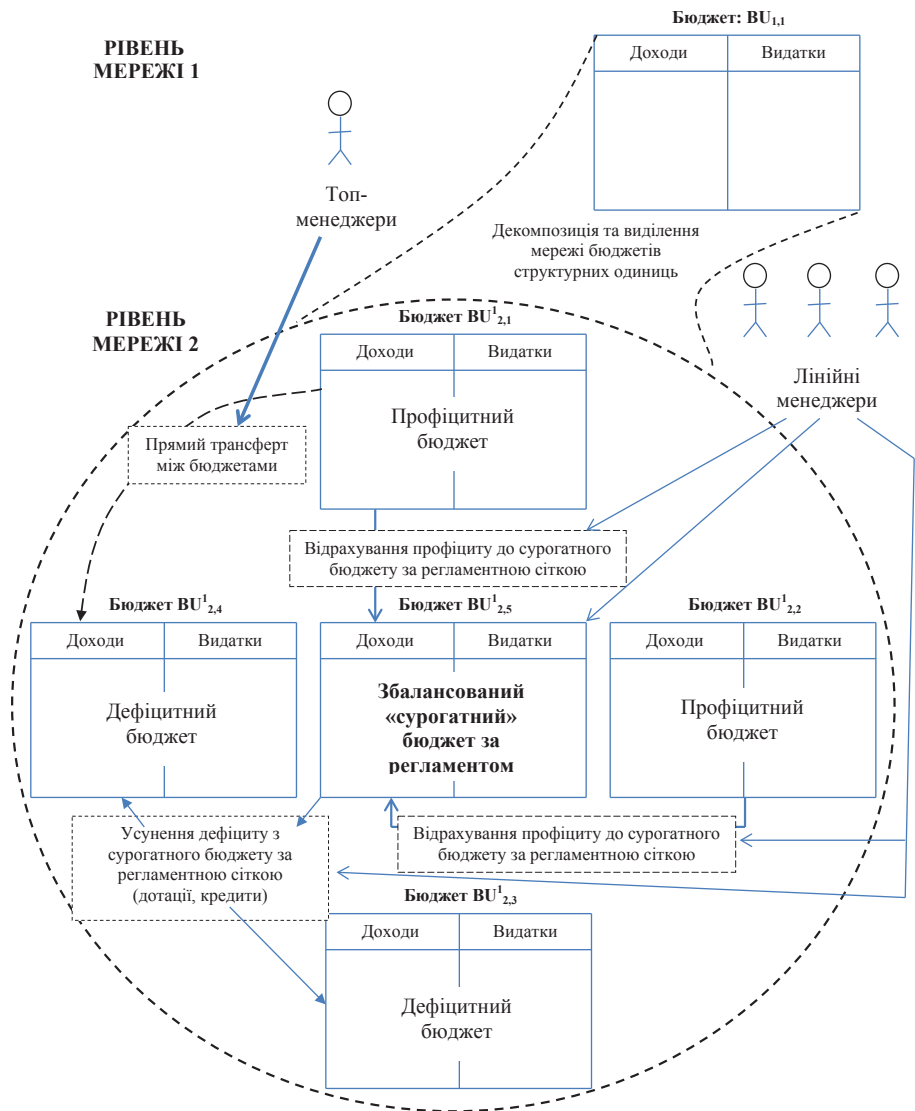 Бюджет: BU1,1
РІВЕНЬ
МЕРЕЖІ 1
Доходи
Видатки
Топ-
менеджери
Декомпозиція та виділення
мережі бюджетів
структурних одиниць
РІВЕНЬ
МЕРЕЖІ 2
Бюджет BU¹2,1
Доходи
Видатки
Профіцитний
бюджет
Лінійні
менеджери
Прямий трансферт
між бюджетами
Відрахування профіциту до сурогатного
бюджету за регламентною сіткою
Бюджет BU¹2,4
Доходи
Видатки
Дефіцитний
бюджет
Бюджет BU¹2,5
Доходи
Видатки
Збалансований
«сурогатний»
бюджет за
регламентом
Бюджет BU¹2,2
Доходи
Видатки
Профіцитний
бюджет
Усунення дефіциту з
сурогатного бюджету за
регламентною сіткою
(дотації, кредити)
Відрахування профіциту до сурогатного
бюджету за регламентною сіткою
Бюджет BU¹2,3
Доходи
Видатки
Дефіцитний
бюджет